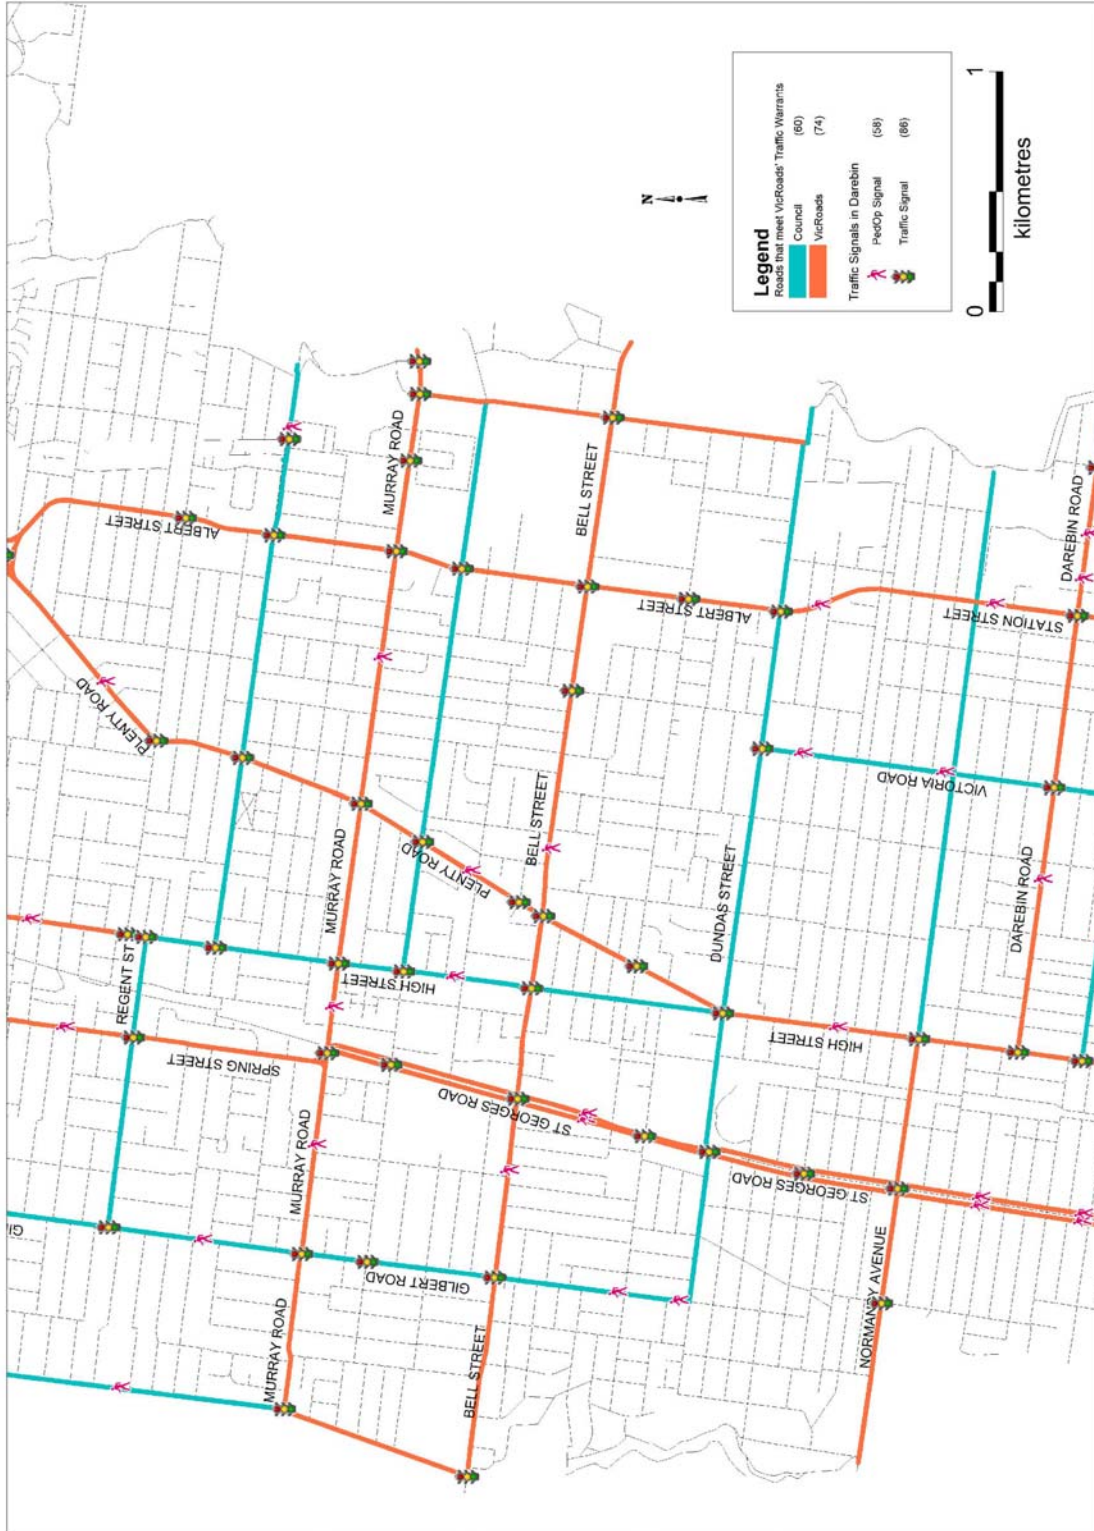 PLENTY ROAD
ALBERT STREET
REGENT ST
MURRAY ROAD
MURRAY ROAD
HIGH STREET
SPRING STREET
MURRAY ROAD
GI
MURRAY ROAD
PLENTY ROAD
BELL STREET
BELL STREET
ST GEORGES ROAD
GILBERT ROAD
BELL STREET
ALBERT STREET
DUNDAS STREET
STATION STREET
VICTORIA ROAD
HIGH STREET
ST GEORGES ROAD
DAREBIN ROAD
DAREBIN ROAD
NORMANBY AVENUE
N
Legend
Roads that meet VicRoads' Traffic Warrants
Council (60)
VicRoads (74)
Traffic Signals in Darebin
PedOp Signal (58)
Traffic Signal (86)
0 1
kilometres